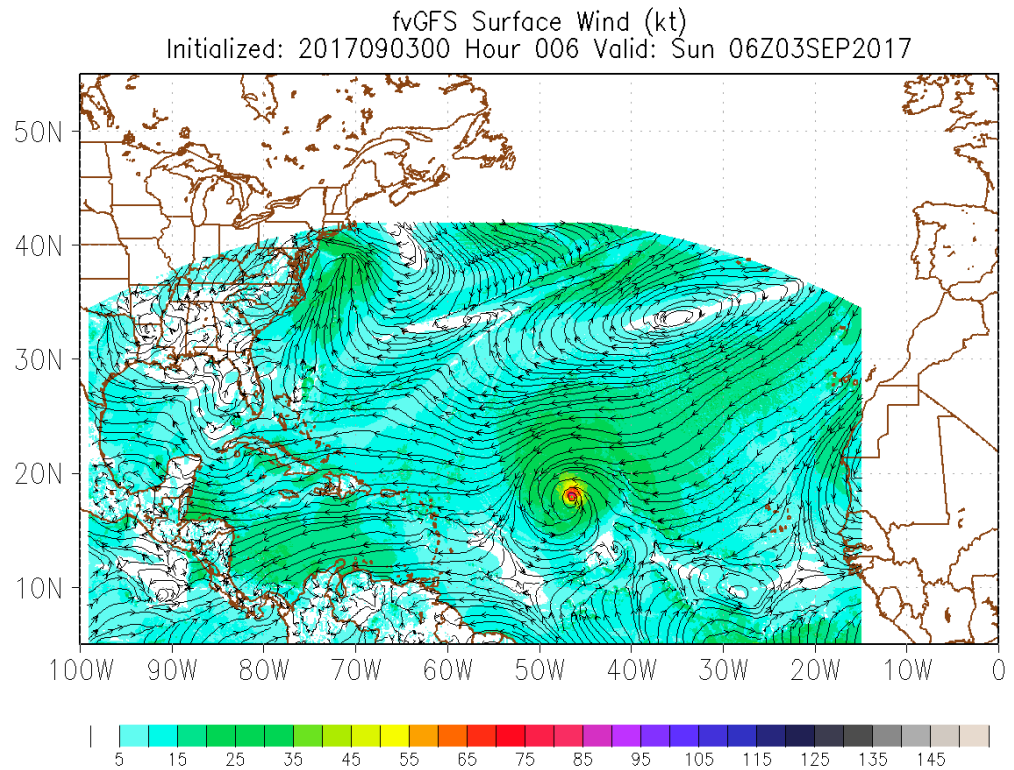 fvGFS Surface Wind (kt)
Initialized: 2017090300 Hour 006 Valid: Sun 06Z03SEP2017
50N
40N
30N
20N
10N
100W 90W 80W 70W 60W 50W 40W 30W 20W 10W 0
5 15 25 35 45 55 65 75 85 95 105 115 125 135 145